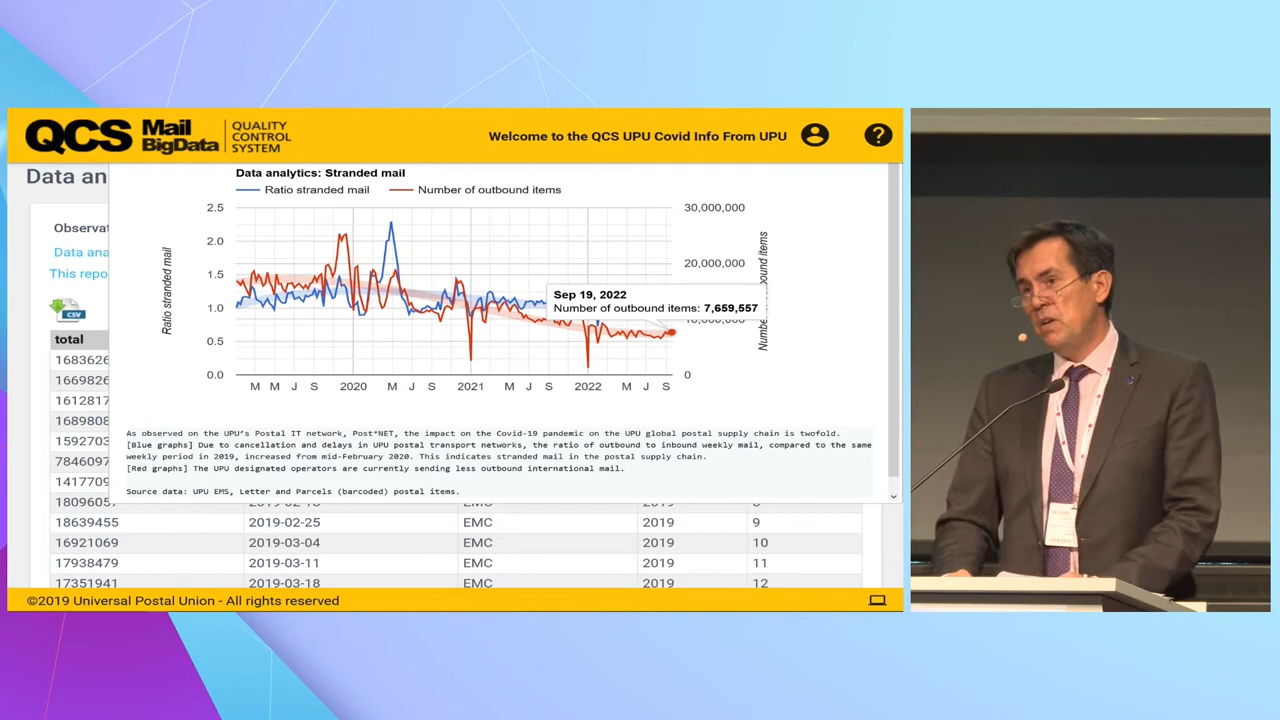 QCS Mail BigData QUALITY CONTROL SYSTEM
Welcome to the QCS UPU Covid Info From UPU
?
Data an
Observat
Data ana
This repo
CSV
total
1683626
1669826
1612817
1689808
1592703
7846097
1417709
Data analytics: Stranded mail
Ratio stranded mail
Number of outbound items
2.5
2.0
1.5
1.0
0.5
0.0
Ratio stranded mail
30,000,000
20,000,000
0
Sep 19, 2022
Number of outbound items: 7,659,557
M M J S 2020 M J S 2021 M J S 2022 M J S
As observed on the UPU's Postal IT network, Post*NET, the impact on the Covid-19 pandemic on the UPU global postal supply chain is twofold.
[Blue graphs] Due to cancellation and delays in UPU postal transport networks, the ratio of outbound to inbound weekly mail, compared to the same
weekly period in 2019, increased from mid-February 2020. This indicates stranded mail in the postal supply chain.
[Red graphs] The UPU designated operators are currently sending less outbound international mail.
Source data: UPU EMS, Letter and Parcels (barcoded) postal items.
18639455 2019-02-25 EMC 2019 9
16921069 2019-03-04 EMC 2019 10
17938479 2019-03-11 EMC 2019 11
17351941 2019-03-18 EMC 2019 12
©2019 Universal Postal Union - All rights reserved